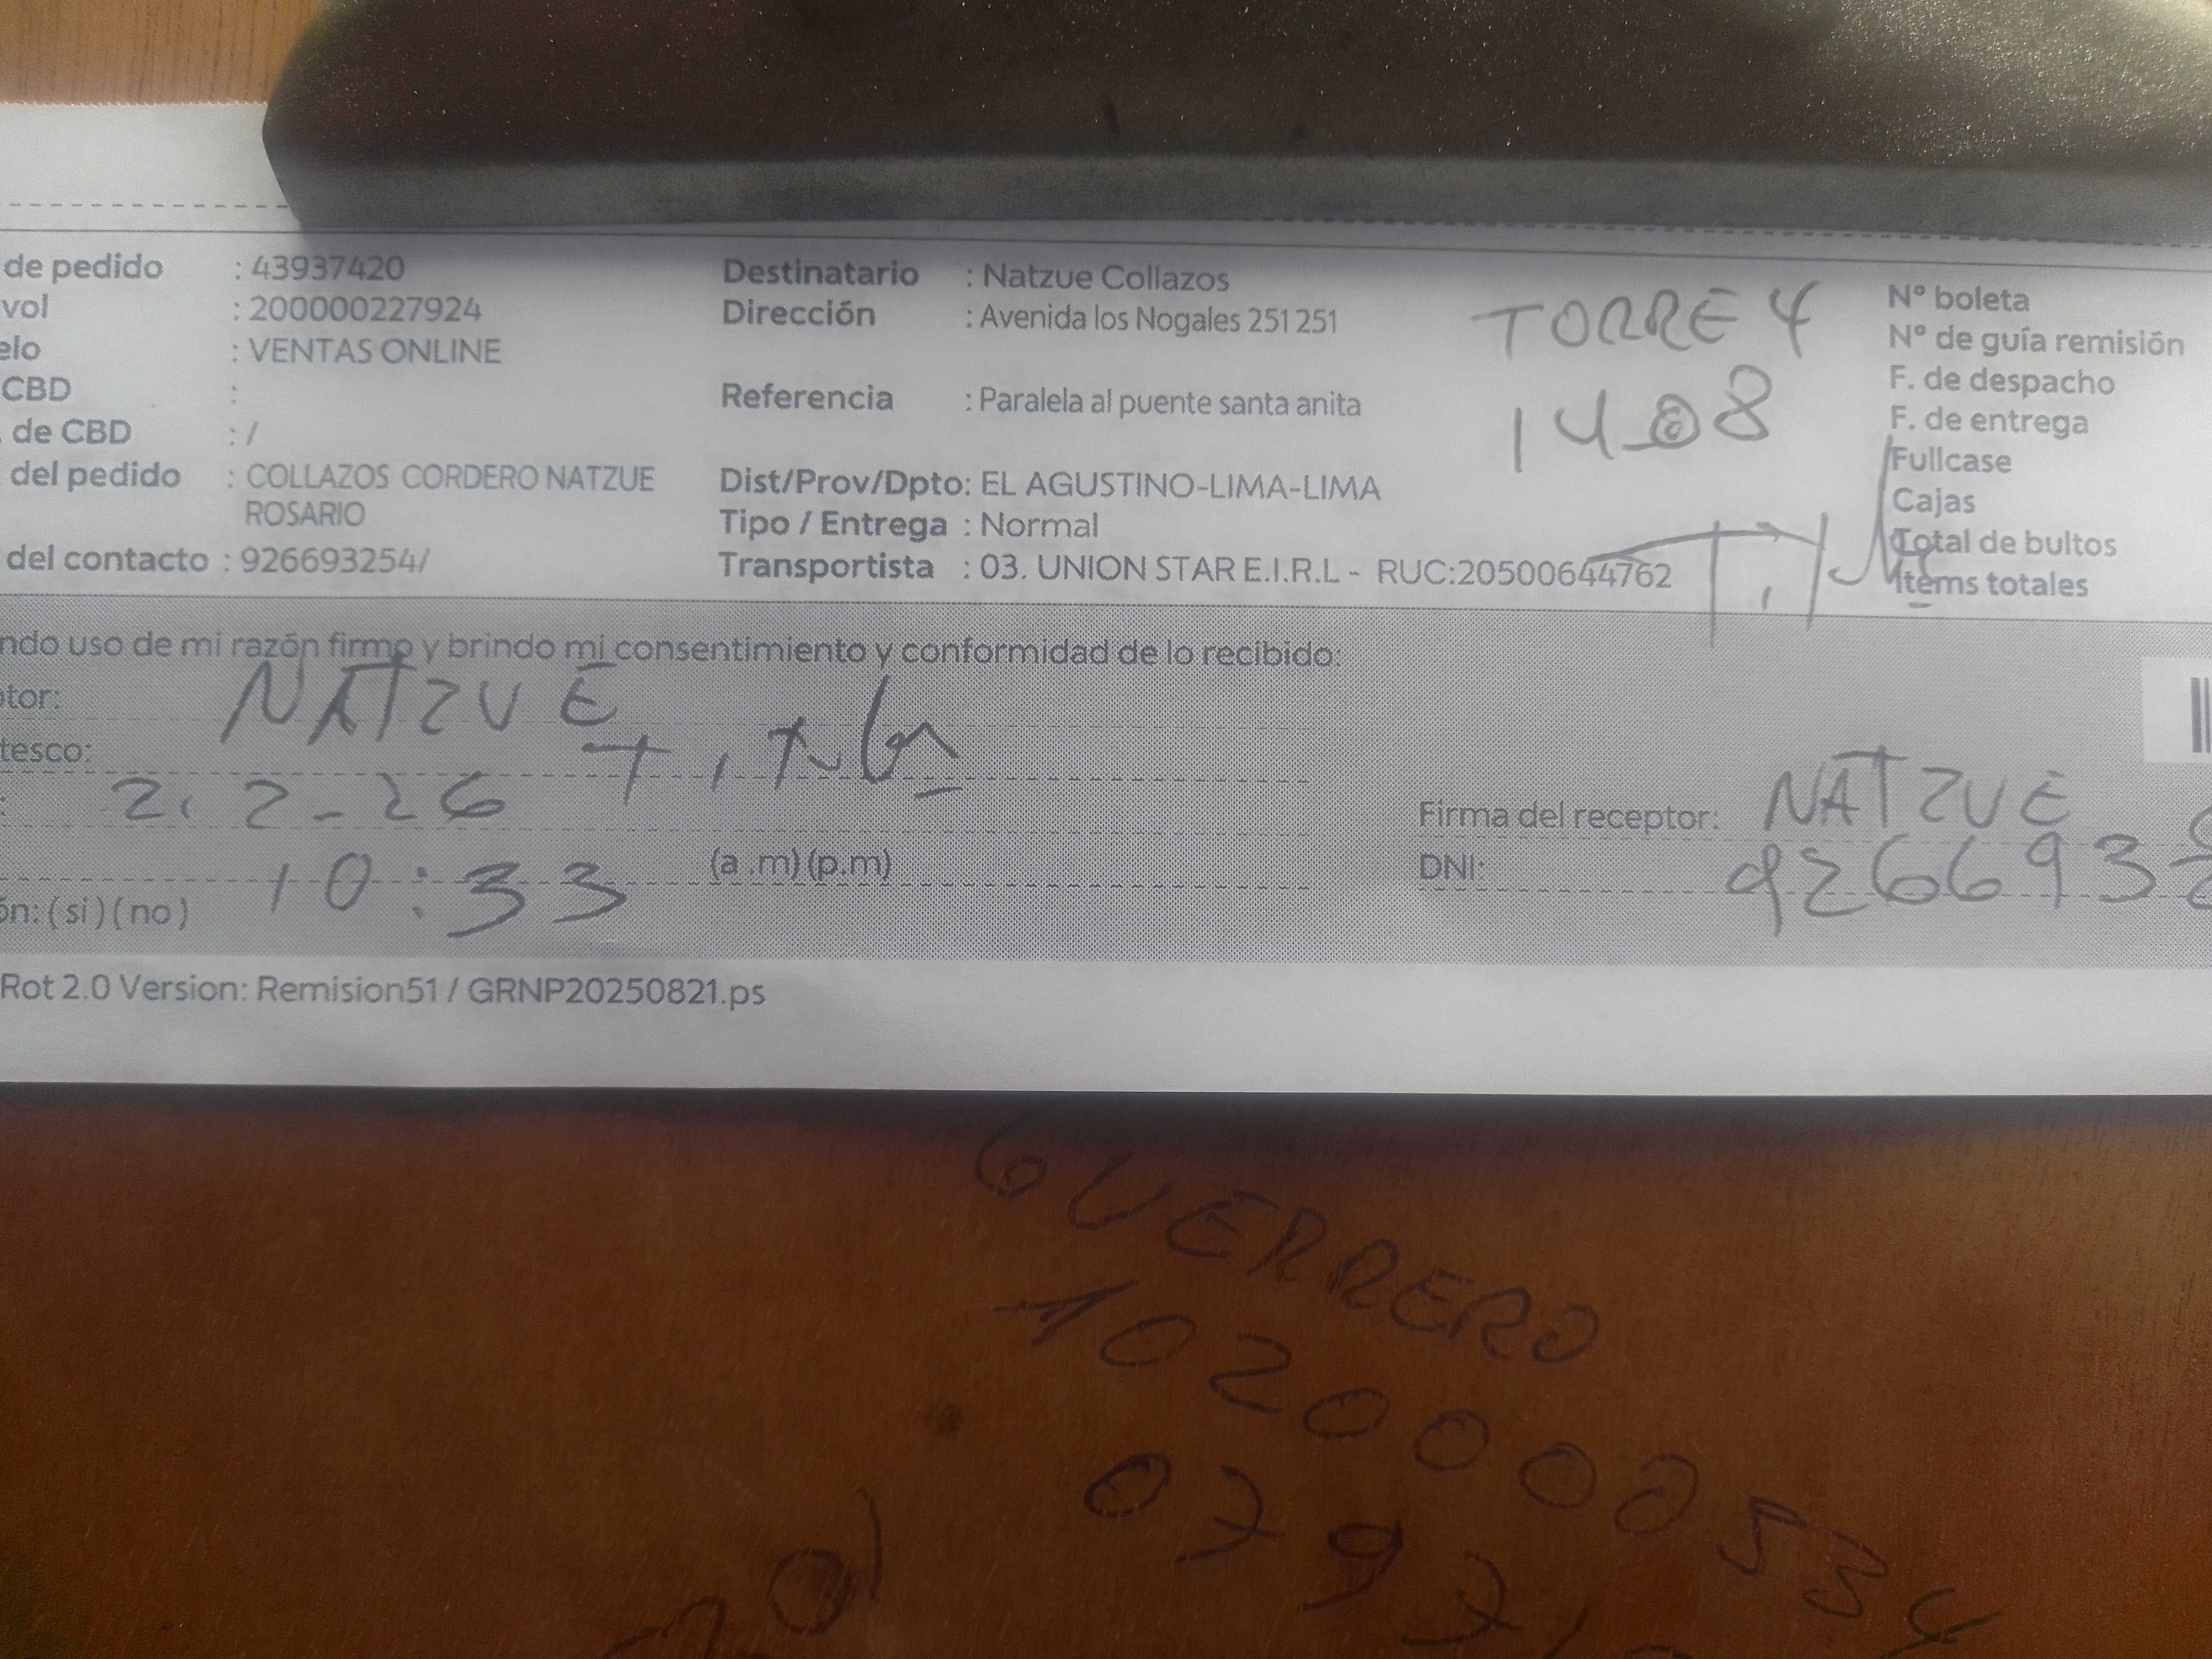 de pedido : 43937420
vol : 200000227924
elo : VENTAS ONLINE
CBD :
de CBD : /
del pedido : COLLAZOS CORDERO NATZUE
ROSARIO
del contacto : 926693254/
Destinatario : Natzue Collazos
Dirección : Avenida los Nogales 251 251
Referencia : Paralela al puente santa anita
Dist/Prov/Dpto: EL AGUSTINO-LIMA-LIMA
Tipo / Entrega : Normal
Transportista : 03. UNION STAR E.I.R.L - RUC:20500644762
TORRE 4
Nº boleta
Nº de guía remisión
F. de despacho
F. de entrega
Fullcase
Cajas
Total de bultos
Items totales
ndo uso de mi razón firmo y brindo mi consentimiento y conformidad de lo recibido:
ptor: NATZUE
tesco:
: 2. 2-26
10:33 (a.m)(p.m)
ón: (si)(no)
Firma del receptor: NATZUE
DNI: 926693
Rot 2.0 Version: Remision51 / GRNP20250821.ps
GUERRERO
1020000534